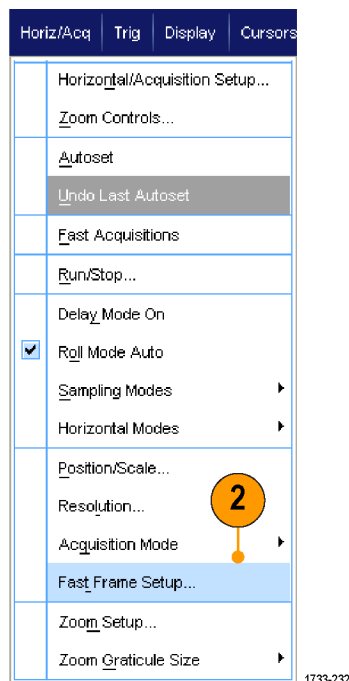 Horiz/Acq Trig Display Cursors
Horizontal/Acquisition Setup...
Zoom Controls...
Autoset
Undo Last Autoset
Fast Acquisitions
Run/Stop...
Delay Mode On
Roll Mode Auto
Sampling Modes
Horizontal Modes
Position/Scale...
Resolution...
2
Acquisition Mode
Fast Frame Setup...
Zoom Setup...
Zoom Graticule Size
1733-232